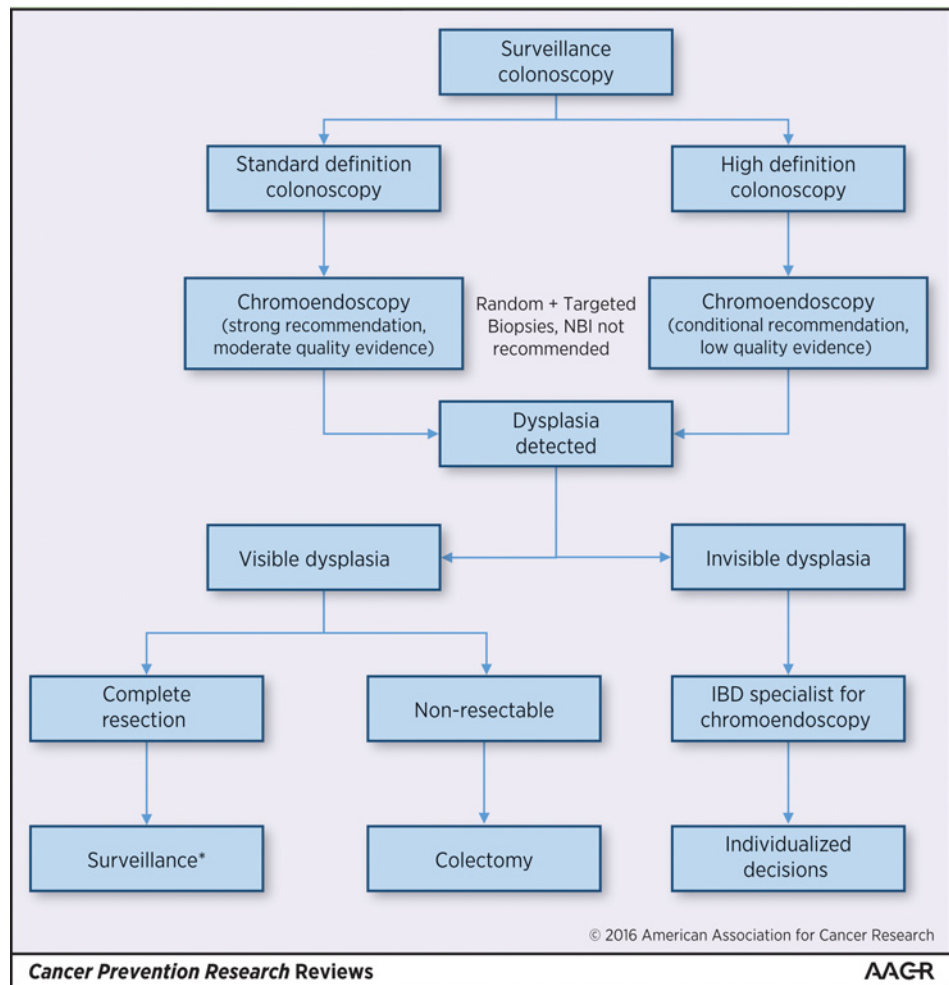 Surveillance
colonoscopy
Standard definition
colonoscopy
High definition
colonoscopy
Chromoendoscopy
(strong recommendation,
moderate quality evidence)
Random + Targeted
Biopsies, NBI not
recommended
Chromoendoscopy
(conditional recommendation,
low quality evidence)
Dysplasia
detected
Visible dysplasia
Invisible dysplasia
Complete
resection
Non-resectable
IBD specialist for
chromoendoscopy
Surveillance*
Colectomy
Individualized
decisions
© 2016 American Association for Cancer Research
Cancer Prevention Research Reviews
AACR